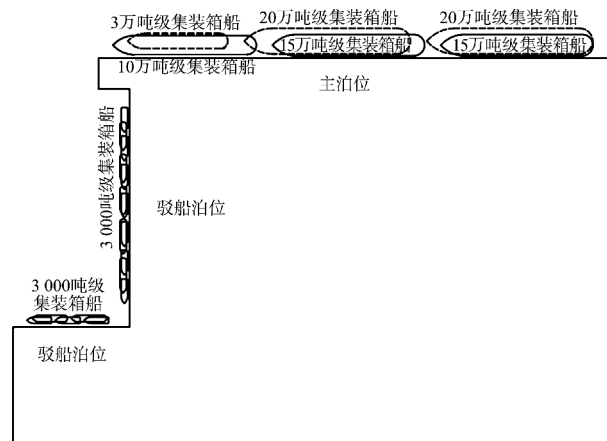 3万吨级集装箱船
20万吨级集装箱船
20万吨级集装箱船
15万吨级集装箱船
15万吨级集装箱船
10万吨级集装箱船
主泊位
3 000吨级集装箱船
驳船泊位
3 000吨级
集装箱船
驳船泊位